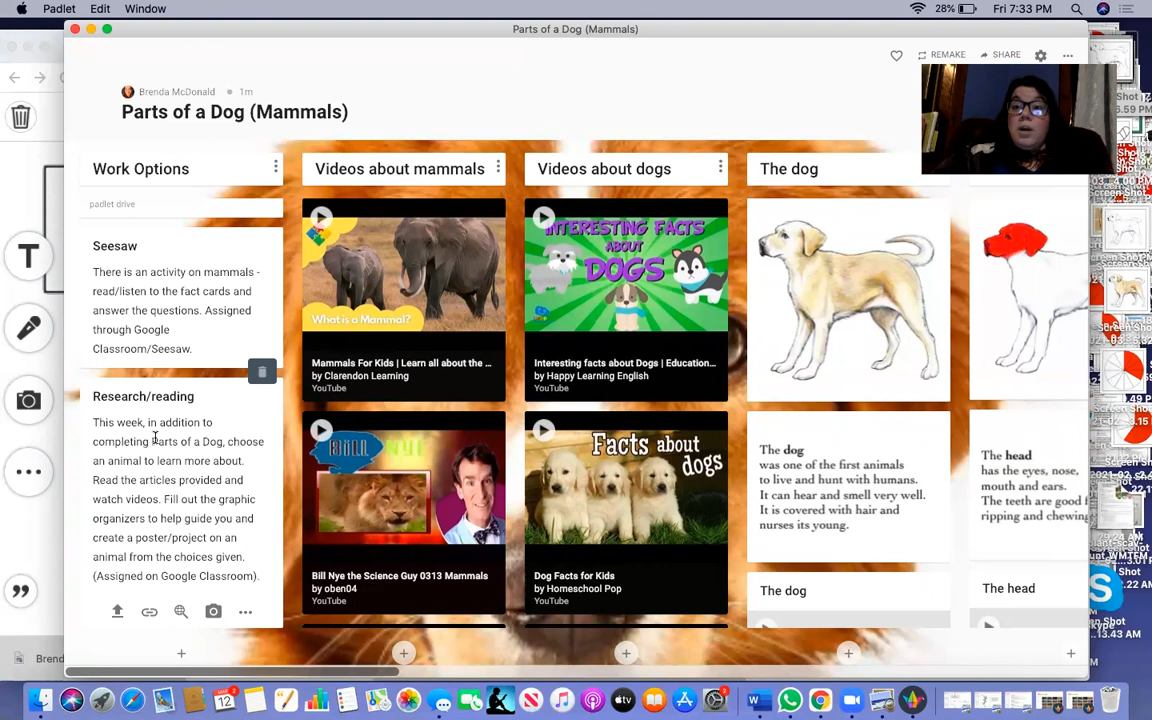 Padlet Edit Window
28% Fri 7:33 PM
Parts of a Dog (Mammals)
REMAKE SHARE
Brenda McDonald 1m
Parts of a Dog (Mammals)
Work Options
padlet drive
Seesaw
There is an activity on mammals -
read/listen to the fact cards and
answer the questions. Assigned
through Google
Classroom/Seesaw.
Research/reading
This week, in addition to
completing Parts of a Dog, choose
an animal to learn more about.
Read the articles provided and
watch videos. Fill out the graphic
organizers to help guide you and
create a poster/project on an
animal from the choices given.
(Assigned on Google Classroom).
Videos about mammals
What is a Mammal?
Mammals For Kids | Learn all about the ...
by Clarendon Learning
YouTube
BILL NYE
Bill Nye the Science Guy 0313 Mammals
by oben04
YouTube
Videos about dogs
INTERESTING FACTS
ABOUT
DOGS
Interesting facts about Dogs | Education...
by Happy Learning English
YouTube
Facts about
dogs
Dog Facts for Kids
by Homeschool Pop
YouTube
The dog
The dog
was one of the first animals
to live and hunt with humans.
It can hear and smell very well.
It is covered with hair and
nurses its young.
The dog
The head
has the eyes, nose,
mouth and ears.
The teeth are good f
ripping and chewing
The head
T
Brend